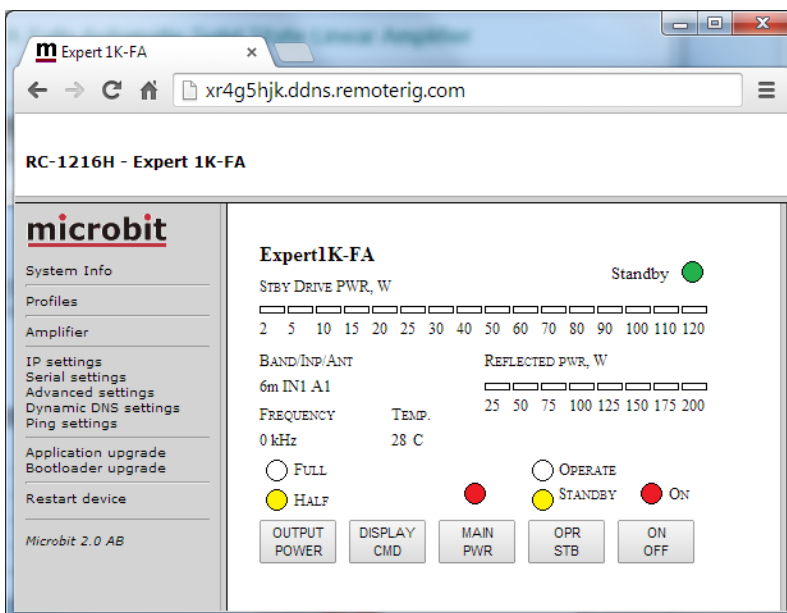 Linear Amplifier
m Expert 1K-FA ×
xr4g5hjk.ddns.remoterig.com
RC-1216H - Expert 1K-FA
microbit
System Info
Profiles
Amplifier
IP settings
Serial settings
Advanced settings
Dynamic DNS settings
Ping settings
Application upgrade
Bootloader upgrade
Restart device
Microbit 2.0 AB
Expert1K-FA
Standby
STBY DRIVE PWR, W
2 5 10 15 20 25 30 40 50 60 70 80 90 100 110 120
BAND/INP/ANT
REFLECTED PWR, W
6m IN1 A1
25 50 75 100 125 150 175 200
FREQUENCY TEMP.
0 kHz 28 C
FULL OPERATE
HALF STANDBY ON
OUTPUT POWER
DISPLAY CMD
MAIN PWR
OPR STB
ON OFF